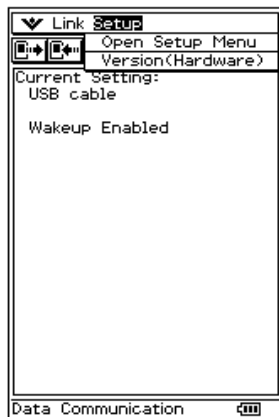 Link Setup
Open Setup Menu
Version(Hardware)
Current Setting:
USB cable
Wakeup Enabled
Data Communication